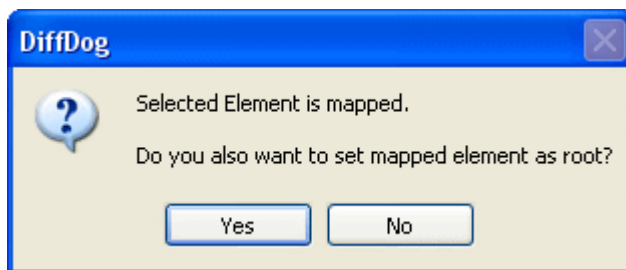 DiffDog
Selected Element is mapped.
Do you also want to set mapped element as root?
Yes
No